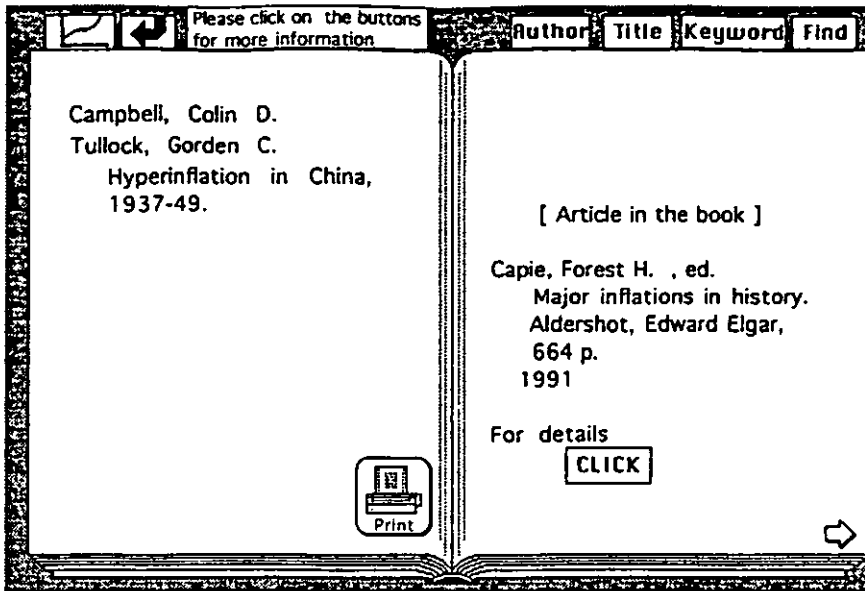 Please click on the buttons
for more information
Author Title Keyword Find
Campbell, Colin D.
Tullock, Gorden C.
Hyperinflation in China,
1937-49.
Print
[ Article in the book ]
Capie, Forest H. , ed.
Major inflations in history.
Aldershot, Edward Elgar,
664 p.
1991
For details
CLICK